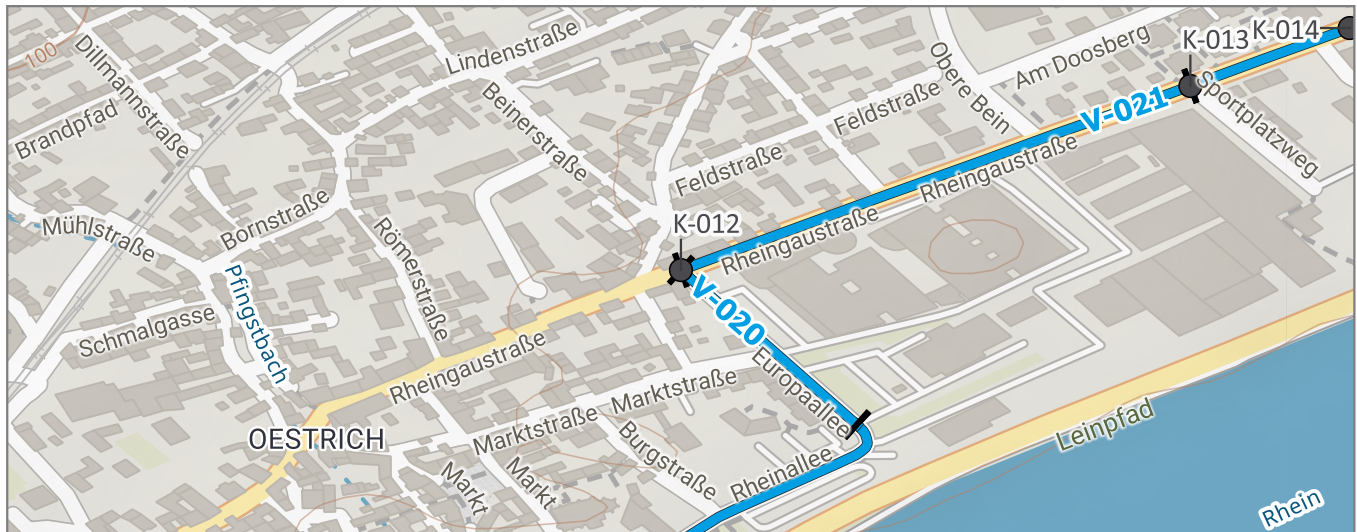 100
Dillmannstraße
Lindenstraße
Obere Bein
Am Doosberg
K-013
K-014
Brandpfad
Beinerstraße
Feldstraße
V-021
Sportplatzweg
Feldstraße
Rheingaustraße
Mühlstraße
Bornstraße
Römerstraße
K-012
Rheingaustraße
Pfingstbach
V-020
Schmalgasse
Rheingaustraße
Marktstraße
Europaallee
OESTRICH
Marktstraße
Burgstraße
Leinpfad
Markt
Markt
Rheinallee
Rhein